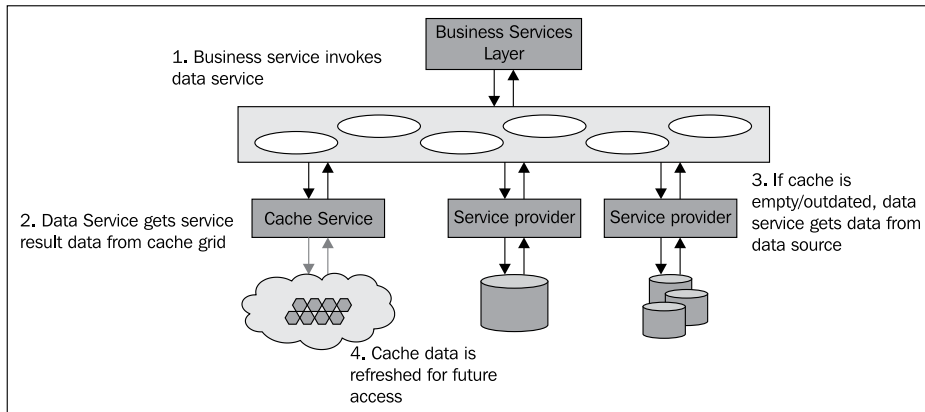 Business Services
Layer
1. Business service invokes
data service
Cache Service
Service provider
Service provider
3. If cache is
empty/outdated, data
service gets data from
data source
2. Data Service gets service
result data from cache grid
4. Cache data is
refreshed for future
access